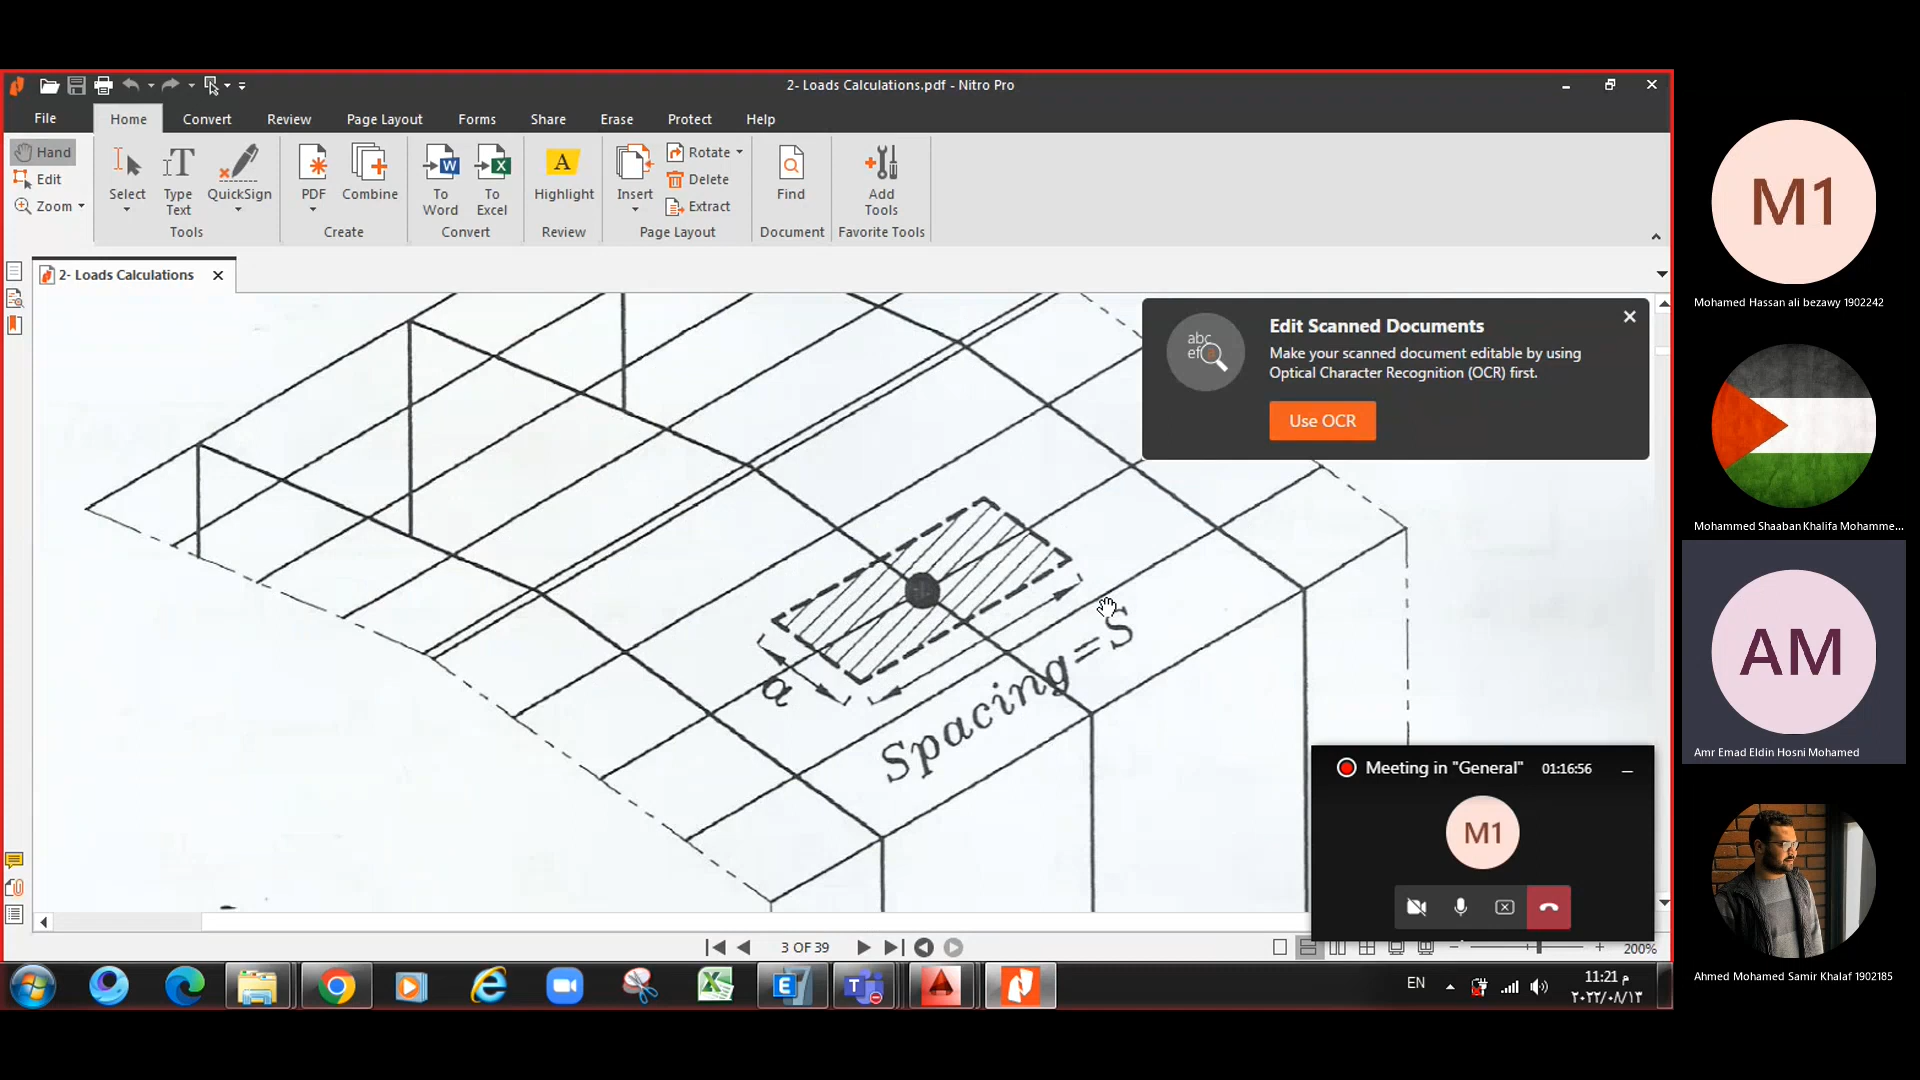 2- Loads Calculations.pdf - Nitro Pro
File Home Convert Review Page Layout Forms Share Erase Protect Help
Hand
Edit
Zoom
Select
Type Text
QuickSign
Tools
PDF
Combine
Create
To Word
To Excel
Convert
A
Highlight
Review
Insert
Rotate
Delete
Extract
Page Layout
Find
Document
Add Tools
Favorite Tools
2- Loads Calculations
abc
ef a
Edit Scanned Documents
Make your scanned document editable by using
Optical Character Recognition (OCR) first.
Use OCR
a
Spacing=S
Meeting in "General" 01:16:56
M1
3 OF 39
200%
EN
11:21 م
٢٠٢٢/٠٨/١٣
M1
Mohamed Hassan ali bezawy 1902242
Mohammed Shaaban Khalifa Mohamme...
AM
Amr Emad Eldin Hosni Mohamed
Ahmed Mohamed Samir Khalaf 1902185